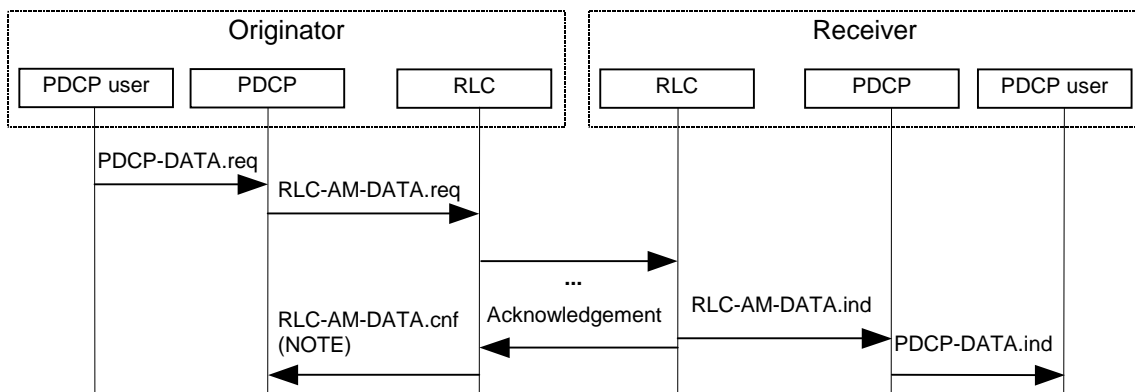 Originator
Receiver
PDCP user
PDCP
RLC
RLC
PDCP
PDCP user
PDCP-DATA.req
RLC-AM-DATA.req
...
RLC-AM-DATA.cnf
(NOTE)
Acknowledgement
RLC-AM-DATA.ind
PDCP-DATA.ind